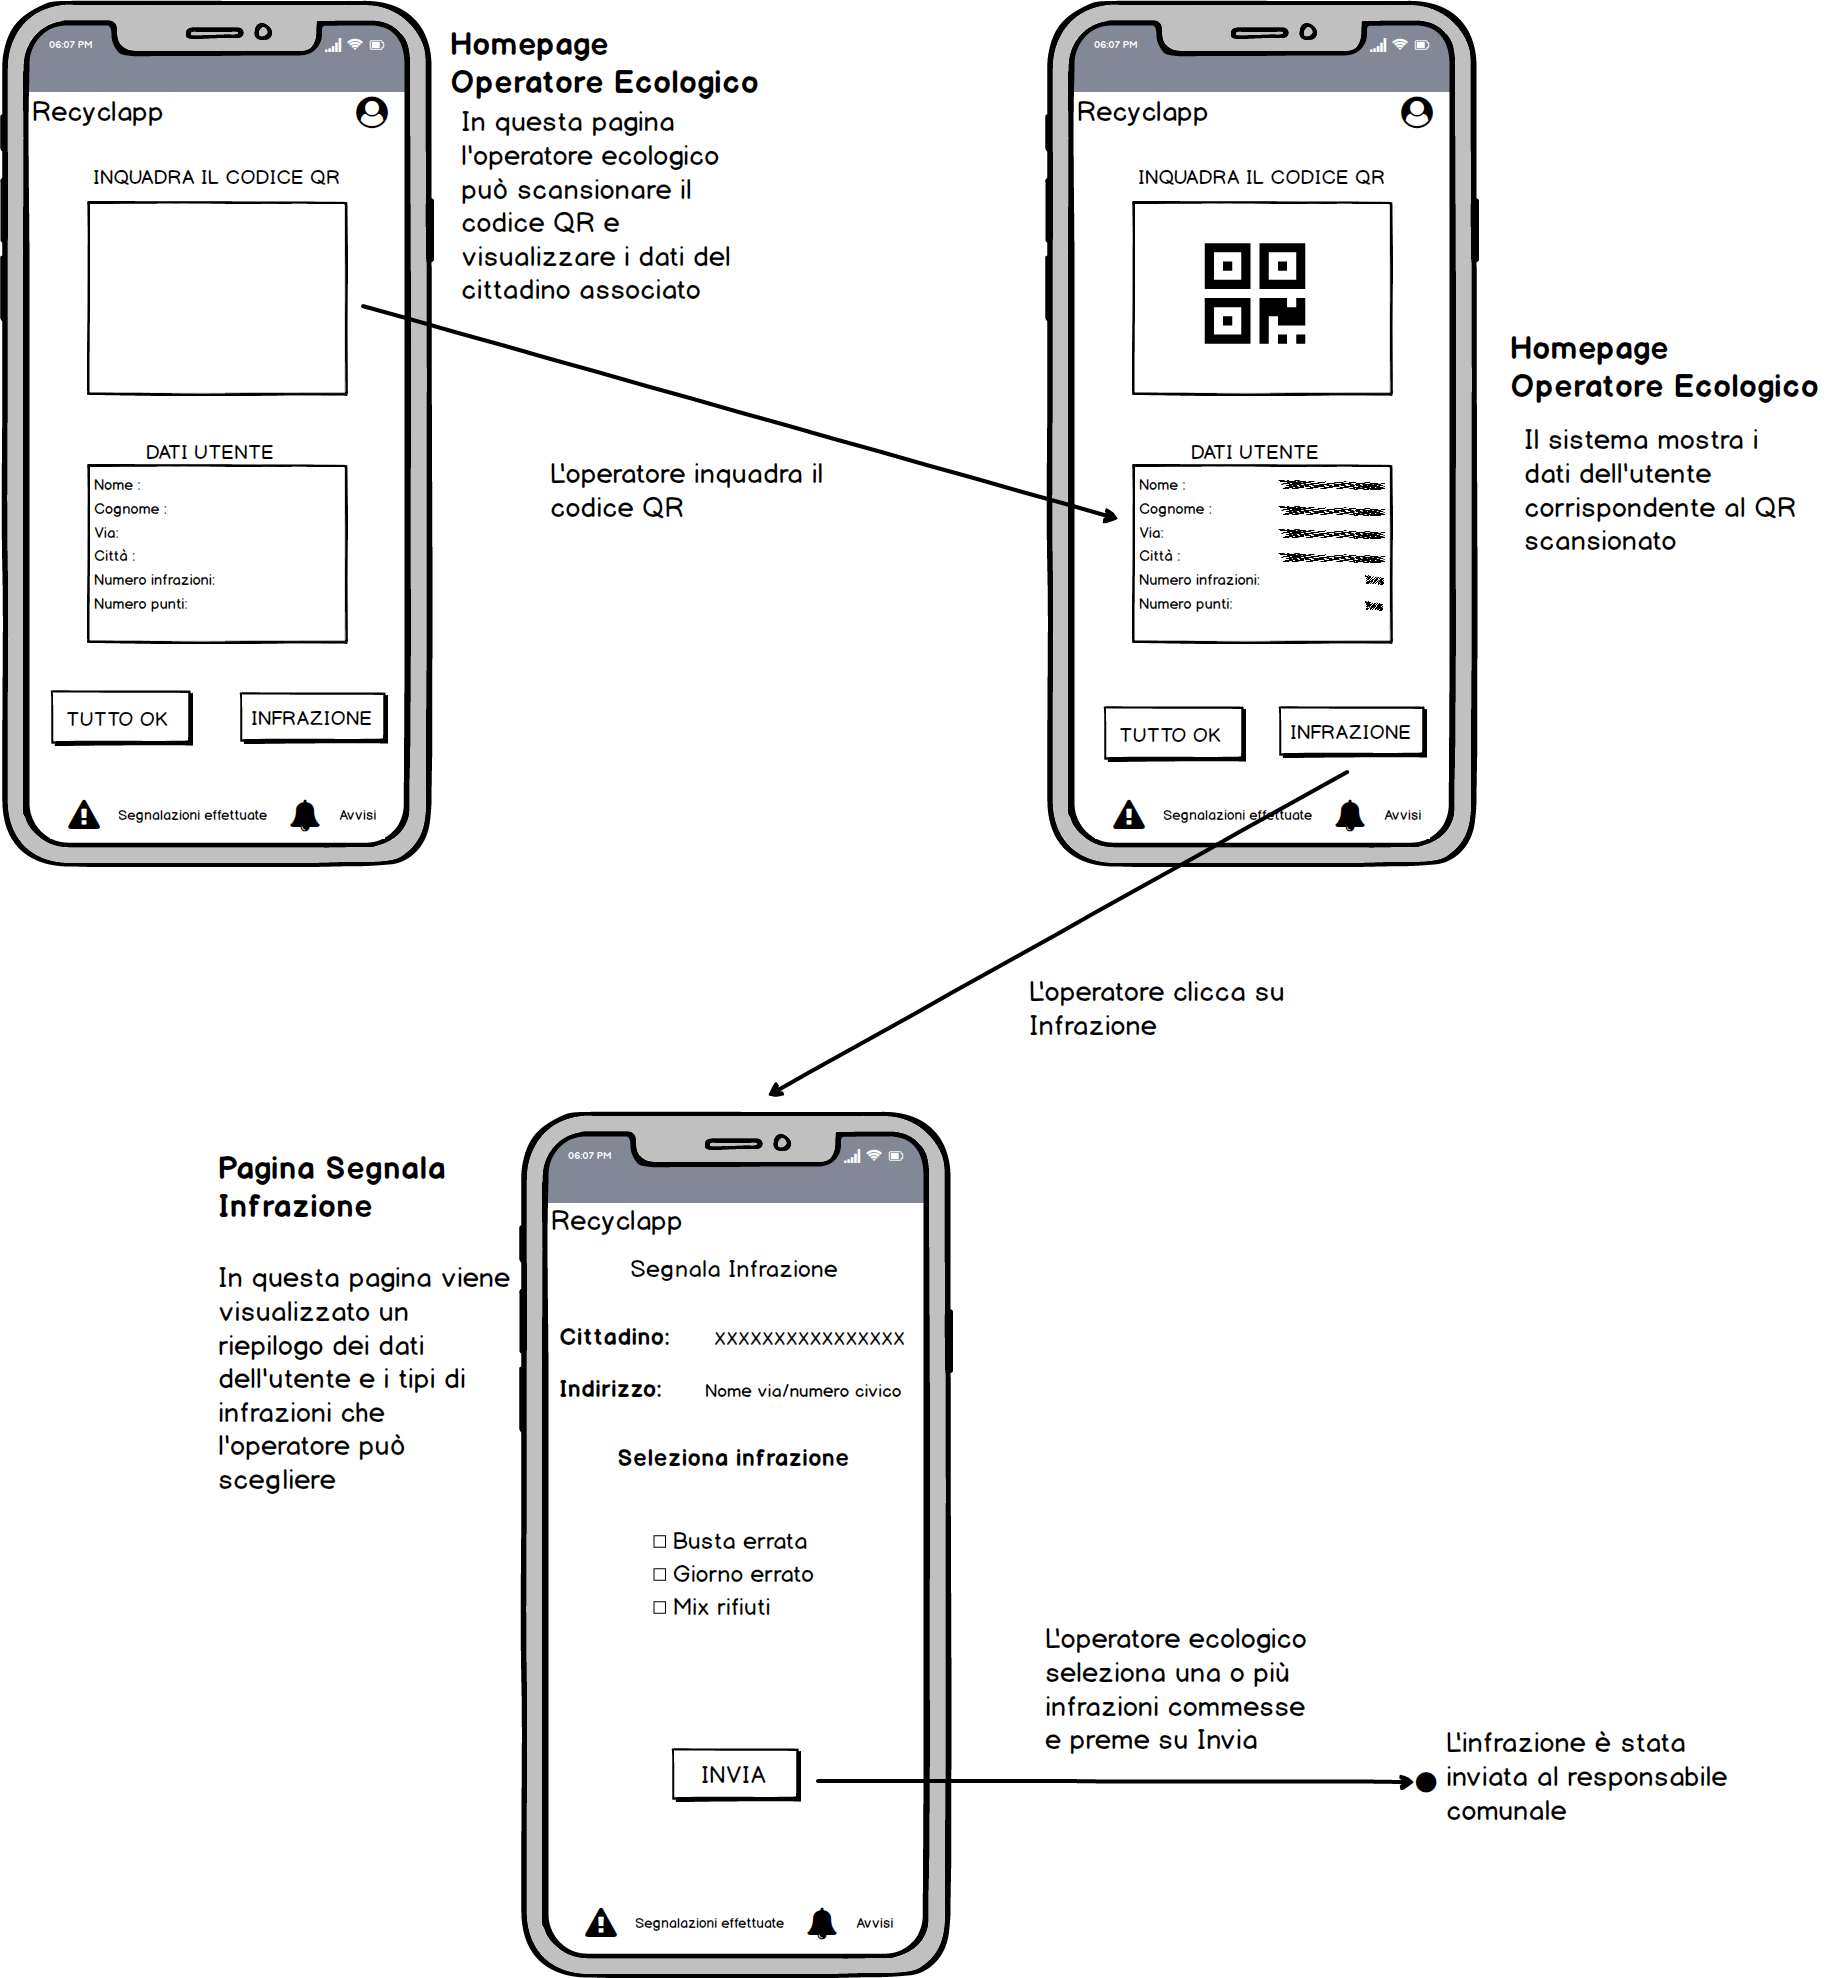 06:07 PM
Recyclapp
INQUADRA IL CODICE QR
DATI UTENTE
Nome :
Cognome :
Via:
Città :
Numero infrazioni:
Numero punti:
TUTTO OK
INFRAZIONE
Segnalazioni effettuate
Avvisi
Homepage
Operatore Ecologico
In questa pagina
l'operatore ecologico
può scansionare il
codice QR e
visualizzare i dati del
cittadino associato
L'operatore inquadra il
codice QR
06:07 PM
Recyclapp
INQUADRA IL CODICE QR
DATI UTENTE
Nome :
Cognome :
Via:
Città :
Numero infrazioni:
Numero punti:
TUTTO OK
INFRAZIONE
Segnalazioni effettuate
Avvisi
Homepage
Operatore Ecologico
Il sistema mostra i
dati dell'utente
corrispondente al QR
scansionato
L'operatore clicca su
Infrazione
Pagina Segnala
Infrazione
In questa pagina viene
visualizzato un
riepilogo dei dati
dell'utente e i tipi di
infrazioni che
l'operatore può
scegliere
06:07 PM
Recyclapp
Segnala Infrazione
Cittadino: XXXXXXXXXXXXXXXX
Indirizzo: Nome via/numero civico
Seleziona infrazione
Busta errata
Giorno errato
Mix rifiuti
INVIA
Segnalazioni effettuate
Avvisi
L'operatore ecologico
seleziona una o più
infrazioni commesse
e preme su Invia
L'infrazione è stata
inviata al responsabile
comunale